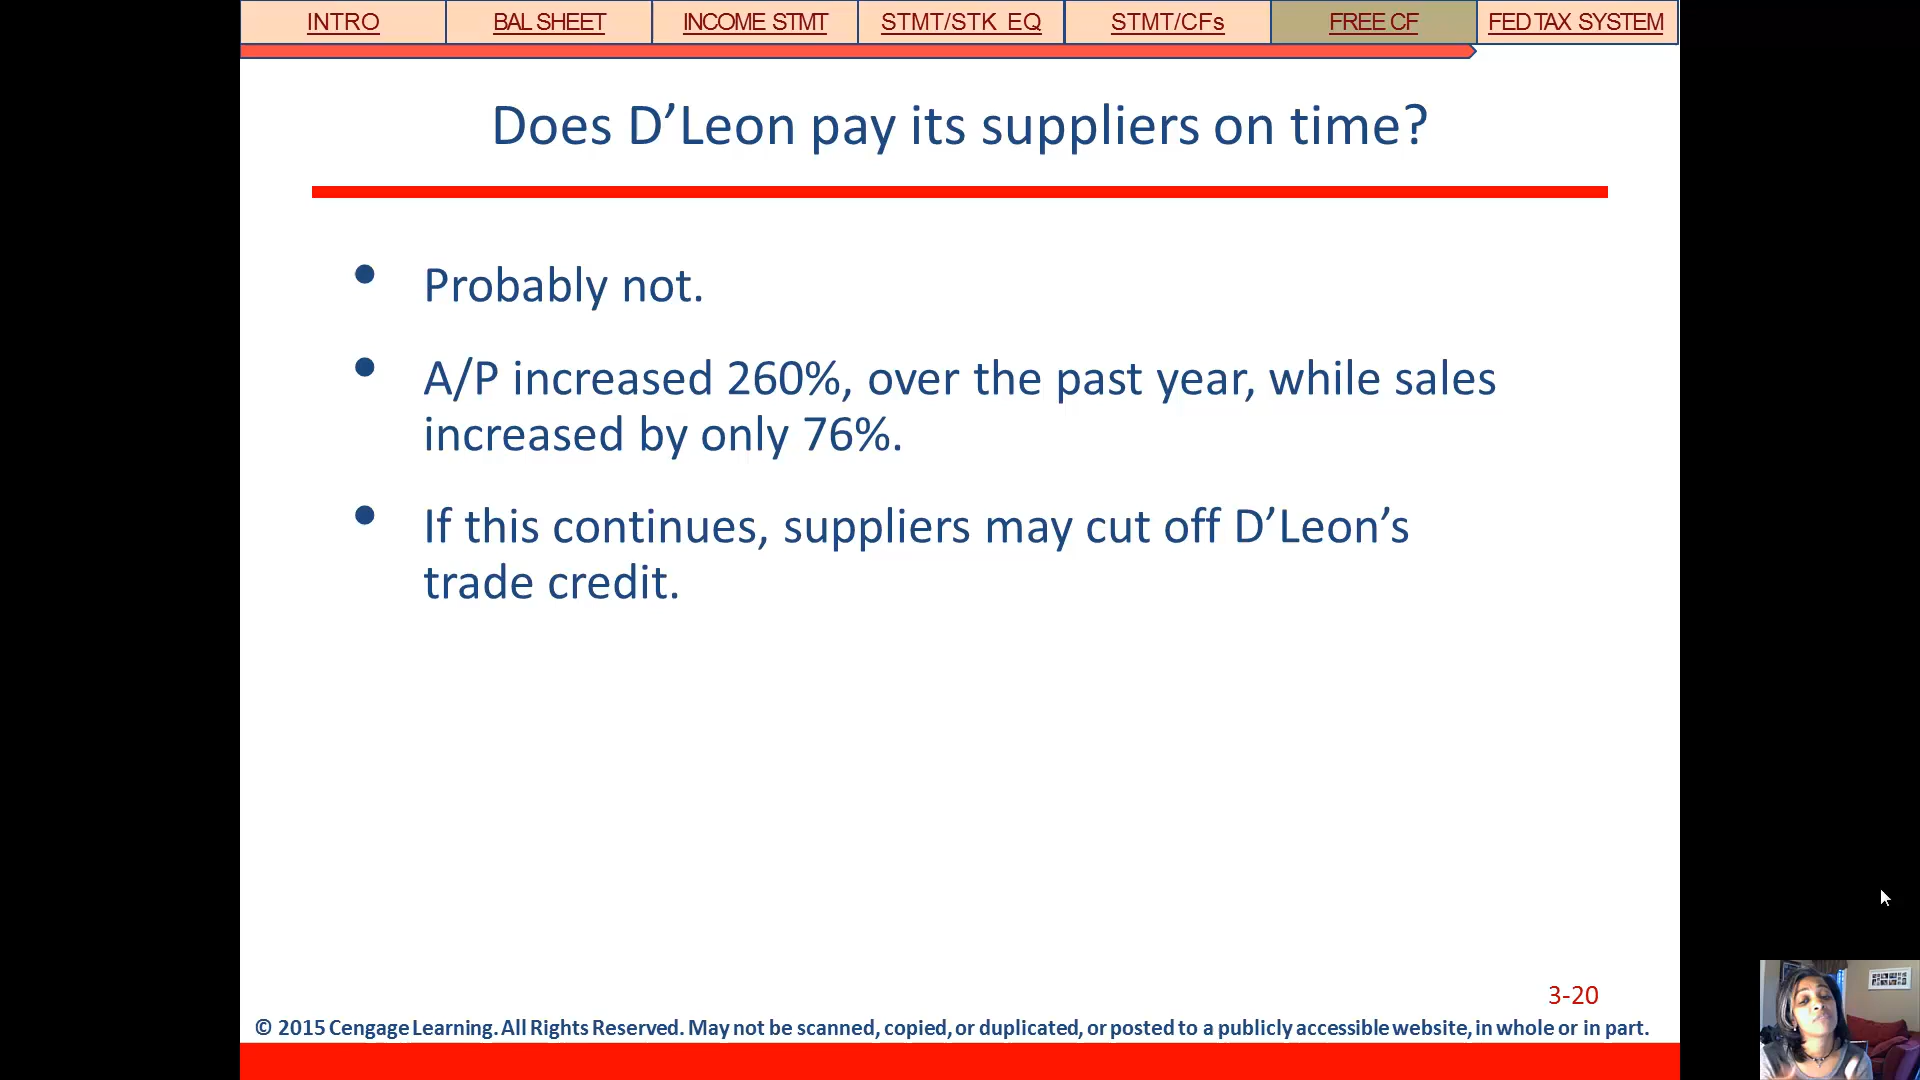 INTRO BAL SHEET INCOME STMT STMT/STK EQ STMT/CFs FREE CF FED TAX SYSTEM
Does D’Leon pay its suppliers on time?
• Probably not.
• A/P increased 260%, over the past year, while sales
increased by only 76%.
• If this continues, suppliers may cut off D’Leon’s
trade credit.
3-20
© 2015 Cengage Learning. All Rights Reserved. May not be scanned, copied, or duplicated, or posted to a publicly accessible website, in whole or in part.